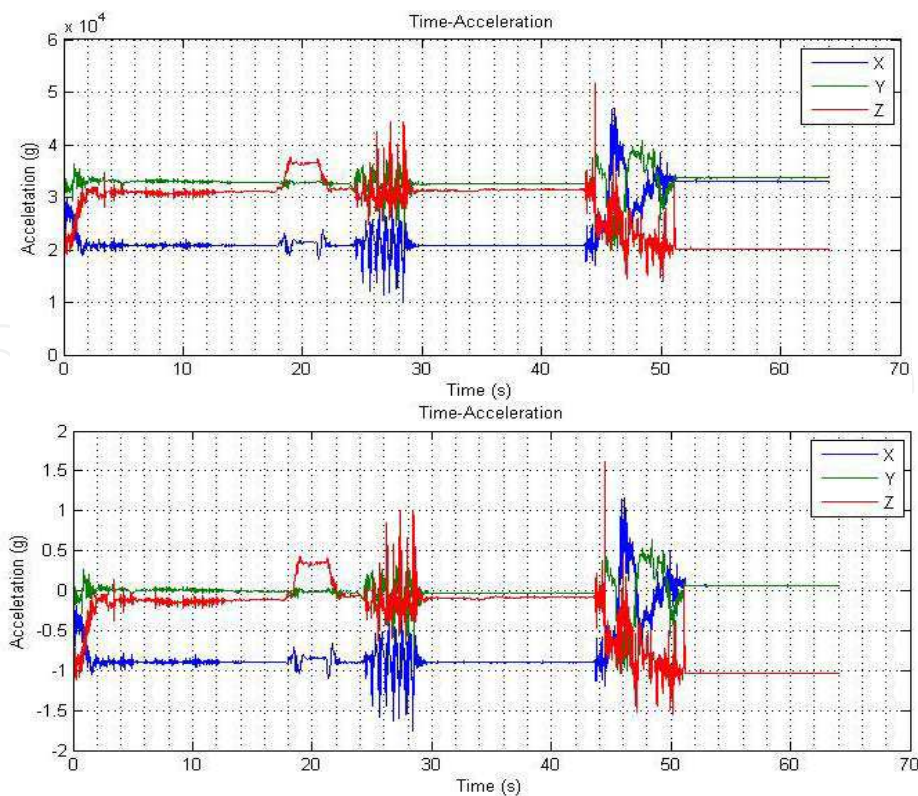 Time-Acceleration
x 10⁴
6
5
4
3
2
1
0
Acceletation (g)
X
Y
Z
0 10 20 30 40 50 60 70
Time (s)
Time-Acceleration
2
1.5
1
0.5
0
-0.5
-1
-1.5
-2
Acceleration (g)
X
Y
Z
0 10 20 30 40 50 60 70
Time (s)